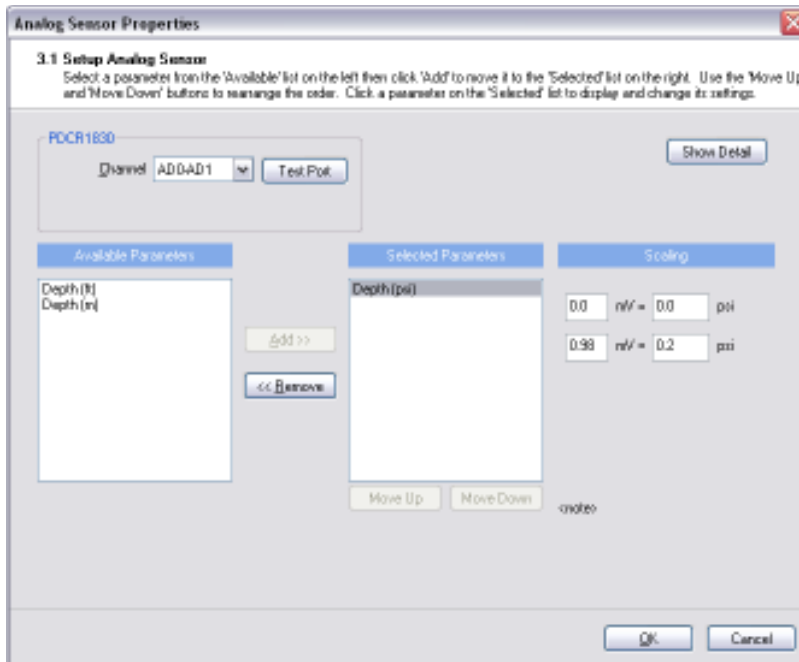 Analog Sensor Properties
3.1 Setup Analog Sensor
Select a parameter from the 'Available' list on the left then click 'Add' to move it to the 'Selected' list on the right. Use the 'Move Up
and 'Move Down' buttons to rearrange the order. Click a parameter on the 'Selected' list to display and change its settings.
PDCR1830
Channel AD0-AD1 Test Port
Show Detail
Available Parameters Selected Parameters Scaling
Depth (ft)
Depth (m)
Depth (psi)
0.0 mV = 0.0 psi
0.98 mV = 0.2 psi
Add >>
<< Remove
Move Up Move Down
<note>
OK Cancel